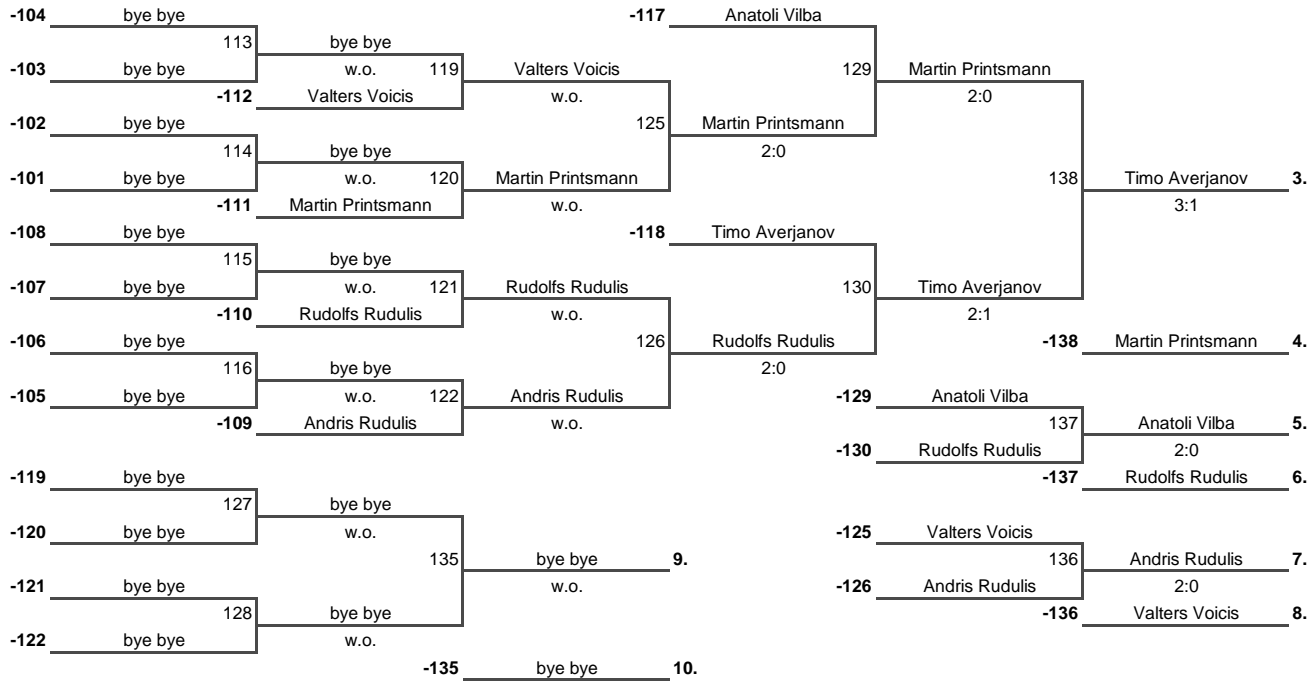 -104 bye bye -117 Anatoli Vilba
113 bye bye
-103 bye bye w.o. 119 Valters Voicis 129 Martin Printsmann
-112 Valters Voicis w.o. 2:0
-102 bye bye 125 Martin Printsmann
114 bye bye 2:0
-101 bye bye w.o. 120 Martin Printsmann 138 Timo Averjanov 3.
-111 Martin Printsmann w.o. 3:1
-108 bye bye -118 Timo Averjanov
115 bye bye
-107 bye bye w.o. 121 Rudolfs Rudulis 130 Timo Averjanov
-110 Rudolfs Rudulis w.o. 2:1
-106 bye bye 126 Rudolfs Rudulis -138 Martin Printsmann 4.
116 bye bye 2:0
-105 bye bye w.o. 122 Andris Rudulis -129 Anatoli Vilba
-109 Andris Rudulis w.o. 137 Anatoli Vilba 5.
-130 Rudolfs Rudulis 2:0
-119 bye bye -137 Rudolfs Rudulis 6.
127 bye bye
-120 bye bye w.o. -125 Valters Voicis
135 bye bye 9. 136 Andris Rudulis 7.
-121 bye bye w.o. -126 Andris Rudulis 2:0
128 bye bye -136 Valters Voicis 8.
-122 bye bye w.o.
-135 bye bye 10.